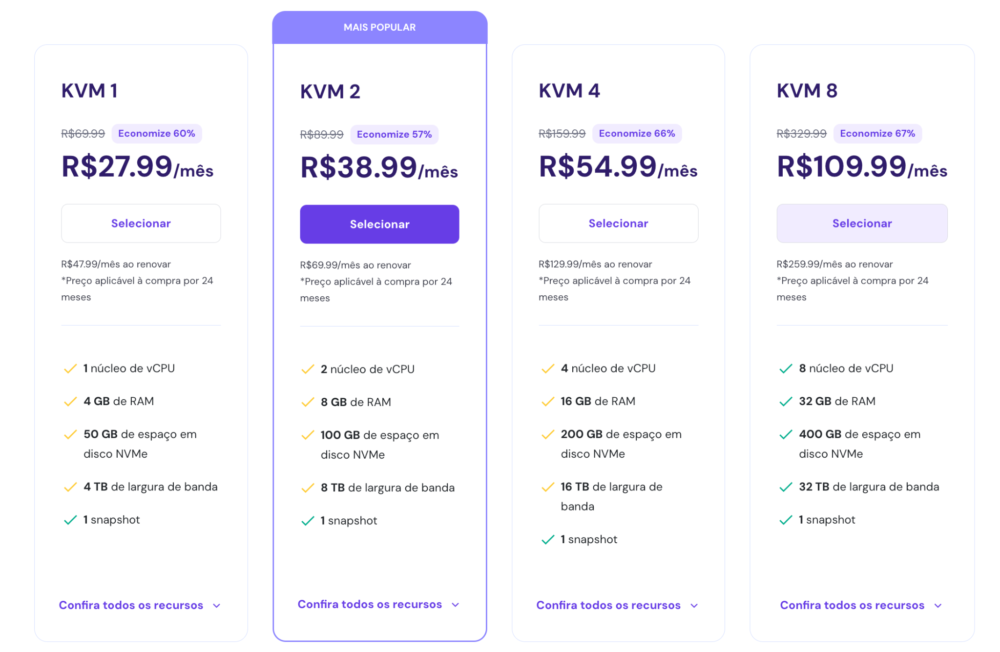 KVM 1
R$69.99 Economize 60%
R$27.99/mês
Selecionar
R$47.99/mês ao renovar
*Preço aplicável à compra por 24
meses
1 núcleo de vCPU
4 GB de RAM
50 GB de espaço em
disco NVMe
4 TB de largura de banda
1 snapshot
Confira todos os recursos
MAIS POPULAR
KVM 2
R$89.99 Economize 57%
R$38.99/mês
Selecionar
R$69.99/mês ao renovar
*Preço aplicável à compra por 24
meses
2 núcleo de vCPU
8 GB de RAM
100 GB de espaço em
disco NVMe
8 TB de largura de banda
1 snapshot
Confira todos os recursos
KVM 4
R$159.99 Economize 66%
R$54.99/mês
Selecionar
R$129.99/mês ao renovar
*Preço aplicável à compra por 24
meses
4 núcleo de vCPU
16 GB de RAM
200 GB de espaço em
disco NVMe
16 TB de largura de
banda
1 snapshot
Confira todos os recursos
KVM 8
R$329.99 Economize 67%
R$109.99/mês
Selecionar
R$259.99/mês ao renovar
*Preço aplicável à compra por 24
meses
8 núcleo de vCPU
32 GB de RAM
400 GB de espaço em
disco NVMe
32 TB de largura de banda
1 snapshot
Confira todos os recursos